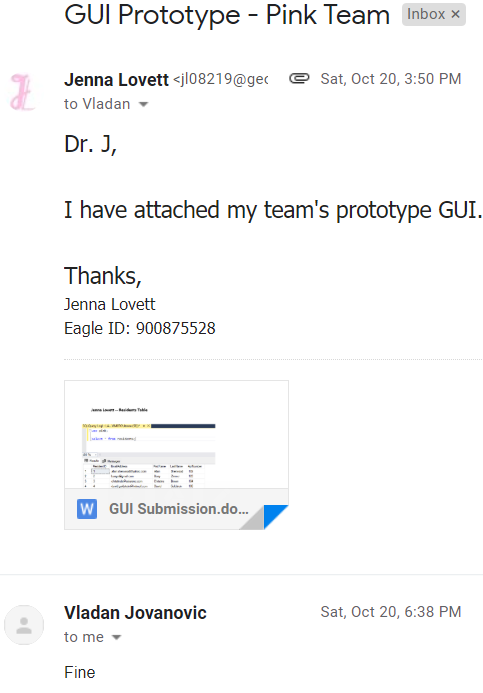 GUI Prototype - Pink Team Inbox ×
Jenna Lovett <jl08219@geo Sat, Oct 20, 3:50 PM
to Vladan
Dr. J,
I have attached my team's prototype GUI.
Thanks,
Jenna Lovett
Eagle ID: 900875528
Jenna Lovett – Residents Table
W GUI Submission.do...
Vladan Jovanovic Sat, Oct 20, 6:38 PM
to me
Fine